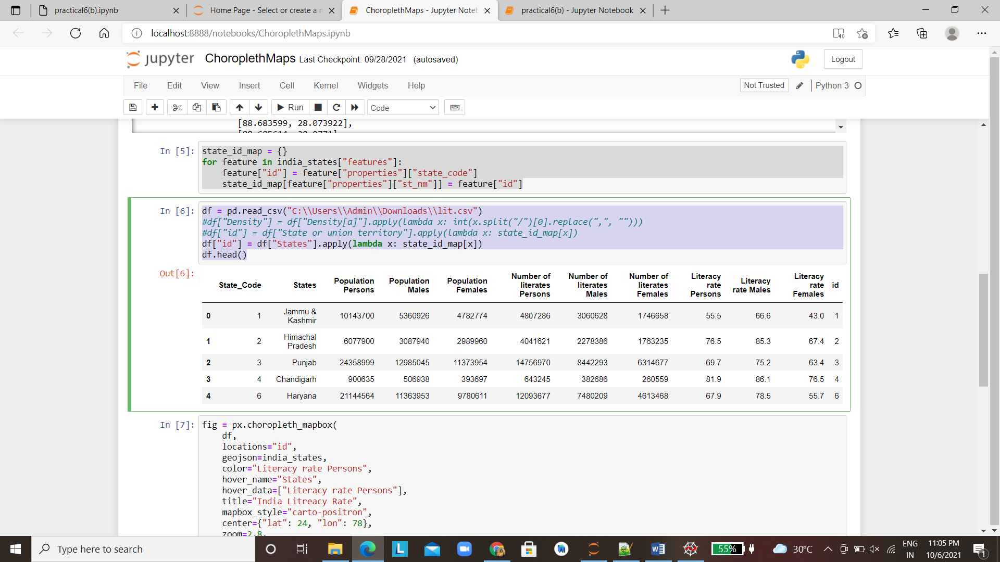 practical6(b).ipynb
Home Page - Select or create a n
ChoroplethMaps - Jupyter Noteb
practical6(b) - Jupyter Notebook
localhost:8888/notebooks/ChoroplethMaps.ipynb
jupyter ChoroplethMaps Last Checkpoint: 09/28/2021 (autosaved)
Logout
File Edit View Insert Cell Kernel Widgets Help
Not Trusted Python 3
Run Code
[88.683599, 28.073922],
In [5]: state_id_map = {}
for feature in india_states["features"]:
feature["id"] = feature["properties"]["state_code"]
state_id_map[feature["properties"]["st_nm"]] = feature["id"]
In [6]: df = pd.read_csv("C:\\Users\\Admin\\Downloads\\lit.csv")
#df["Density"] = df["Density[a]"].apply(lambda x: int(x.split("/")[0].replace(",", "")))
#df["id"] = df["State or union territory"].apply(lambda x: state_id_map[x])
df["id"] = df["States"].apply(lambda x: state_id_map[x])
df.head()
Out[6]:
State_Code States Population Persons Population Males Population Females Number of literates Persons Number of literates Males Number of literates Females Literacy rate Persons Literacy rate Males Literacy rate Females id
0 1 Jammu & Kashmir 10143700 5360926 4782774 4807286 3060628 1746658 55.5 66.6 43.0 1
1 2 Himachal Pradesh 6077900 3087940 2989960 4041621 2278386 1763235 76.5 85.3 67.4 2
2 3 Punjab 24358999 12985045 11373954 14756970 8442293 6314677 69.7 75.2 63.4 3
3 4 Chandigarh 900635 506938 393697 643245 382686 260559 81.9 86.1 76.5 4
4 6 Haryana 21144564 11363953 9780611 12093677 7480209 4613468 67.9 78.5 55.7 6
In [7]: fig = px.choropleth_mapbox(
df,
locations="id",
geojson=india_states,
color="Literacy rate Persons",
hover_name="States",
hover_data=["Literacy rate Persons"],
title="India Litreacy Rate",
mapbox_style="carto-positron",
center={"lat": 24, "lon": 78},
zoom=2.8,
Type here to search
55%
30°C
ENG
IN
11:05 PM
10/6/2021
1